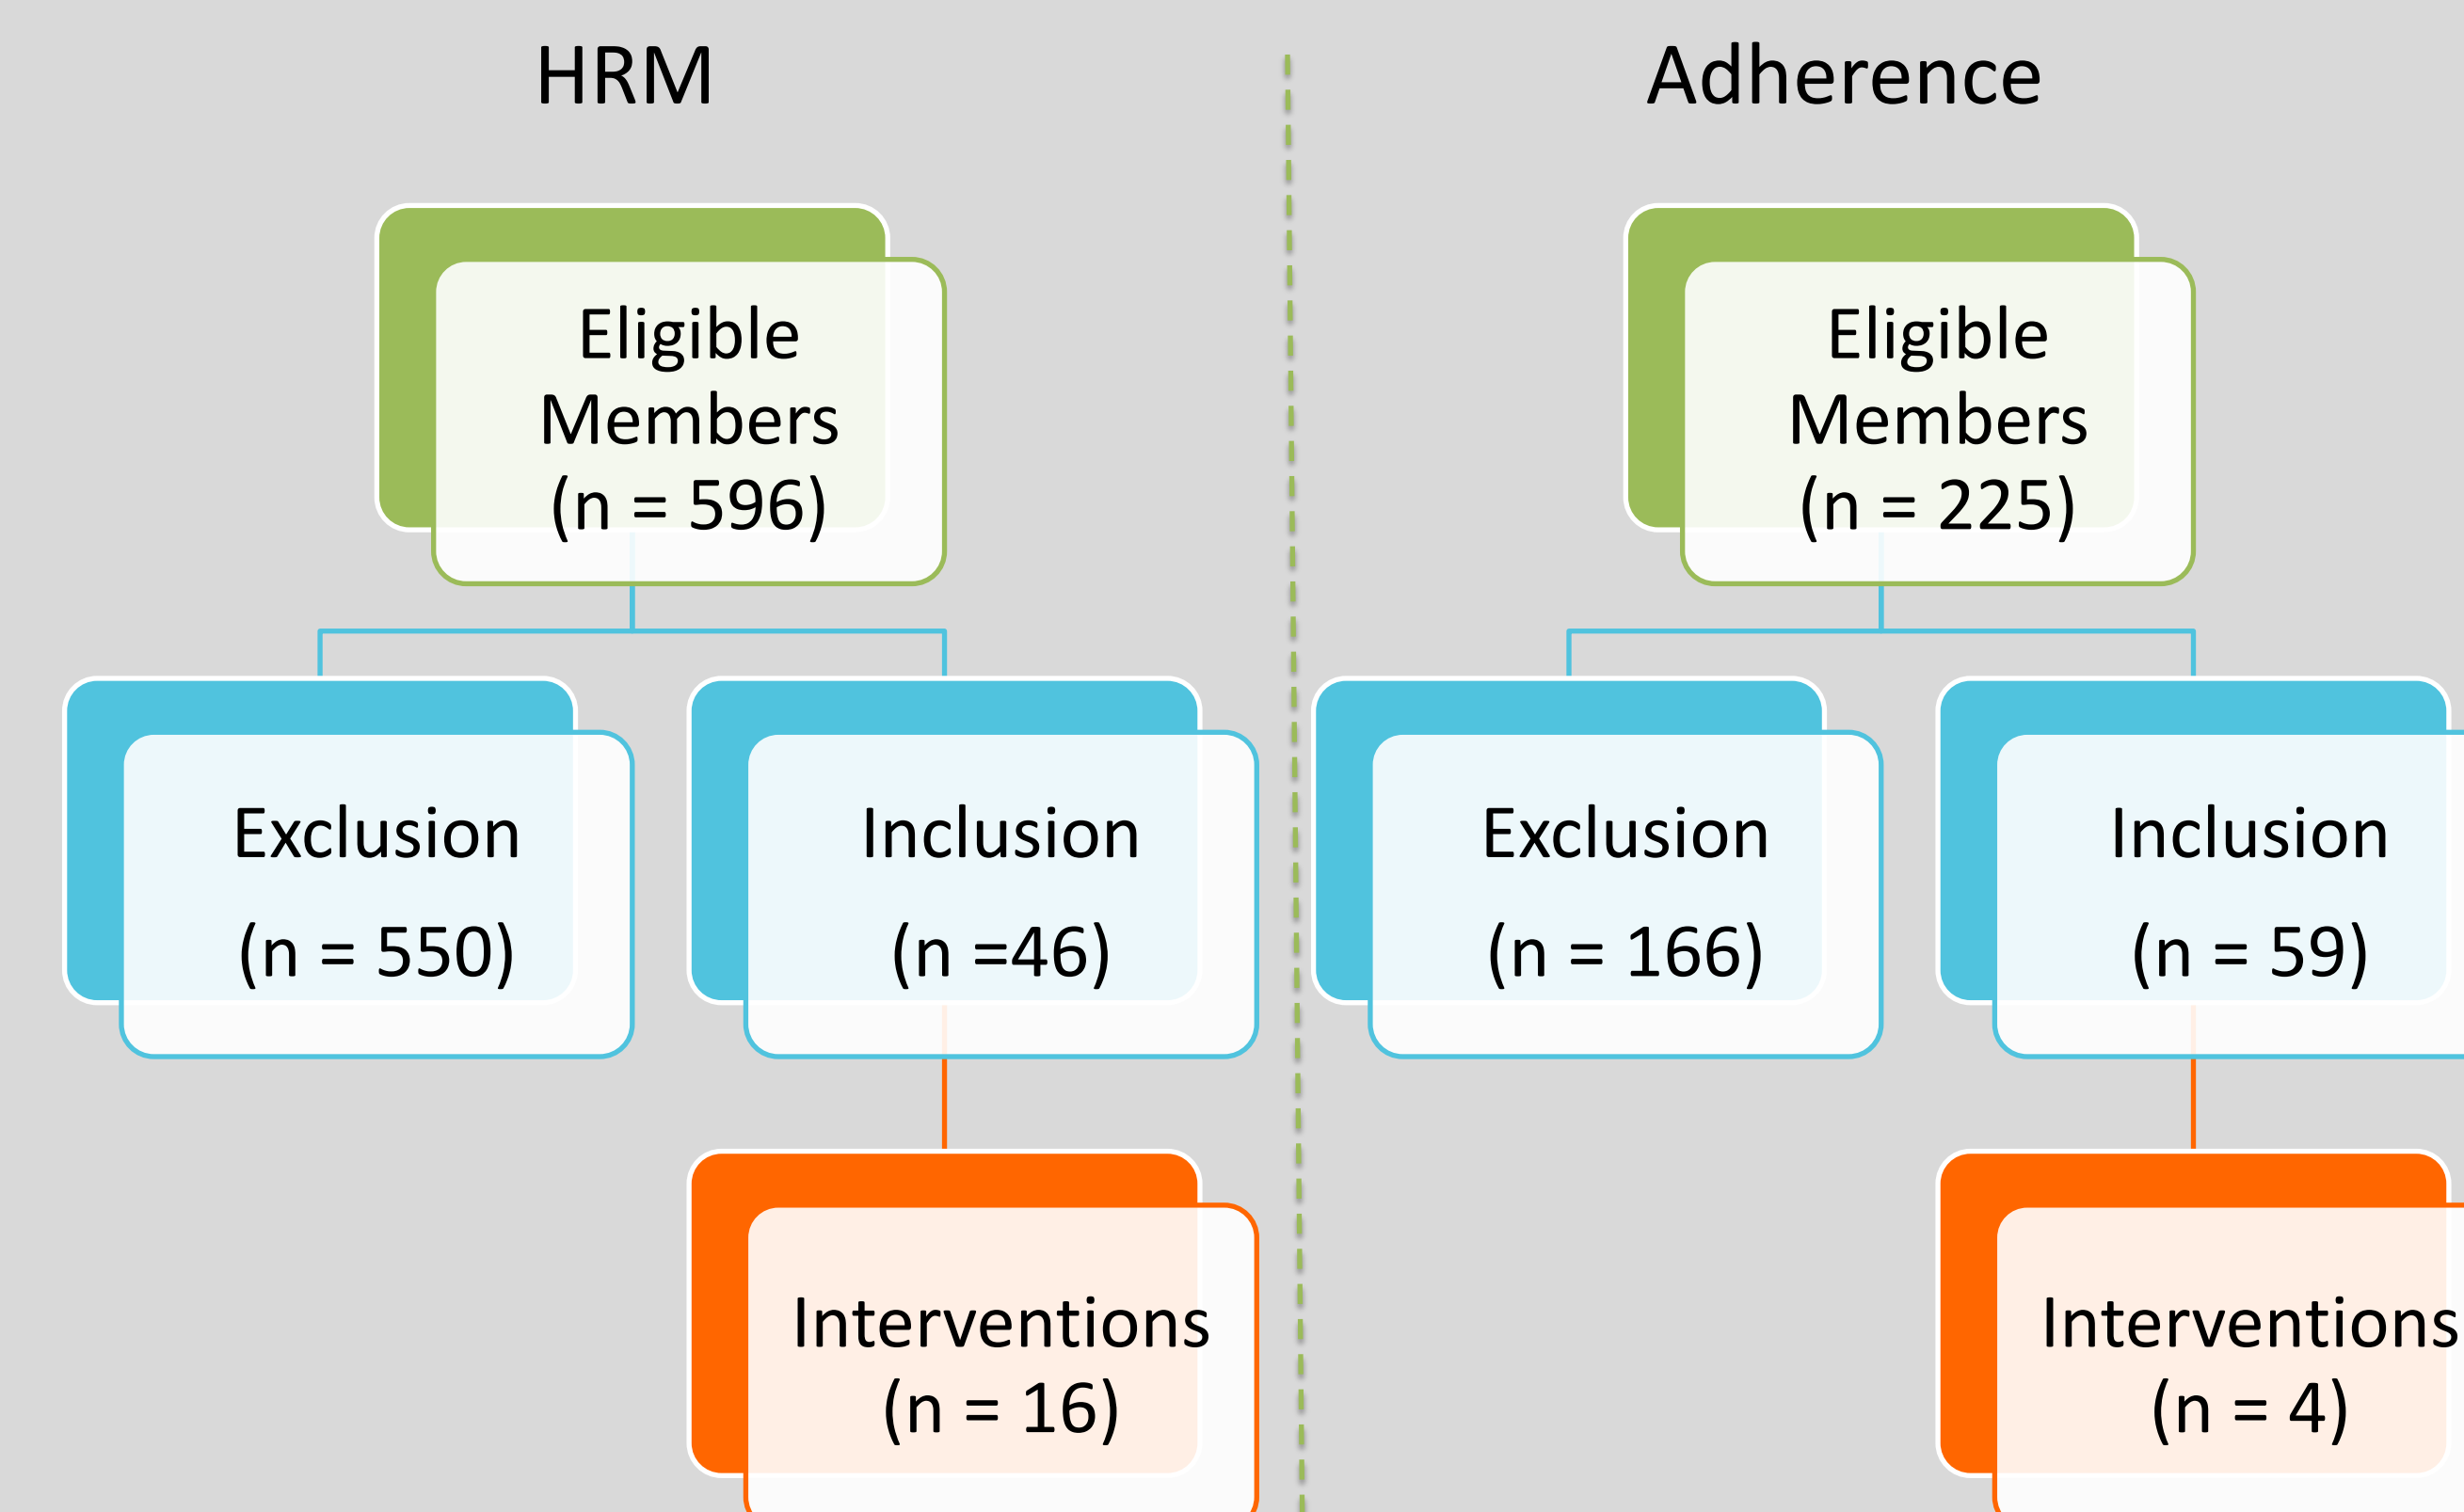 HRM
Eligible
Members
(n = 596)
Exclusion
(n = 550)
Inclusion
(n =46)
Interventions
(n = 16)
Adherence
Eligible
Members
(n = 225)
Exclusion
(n = 166)
Inclusion
(n = 59)
Interventions
(n = 4)